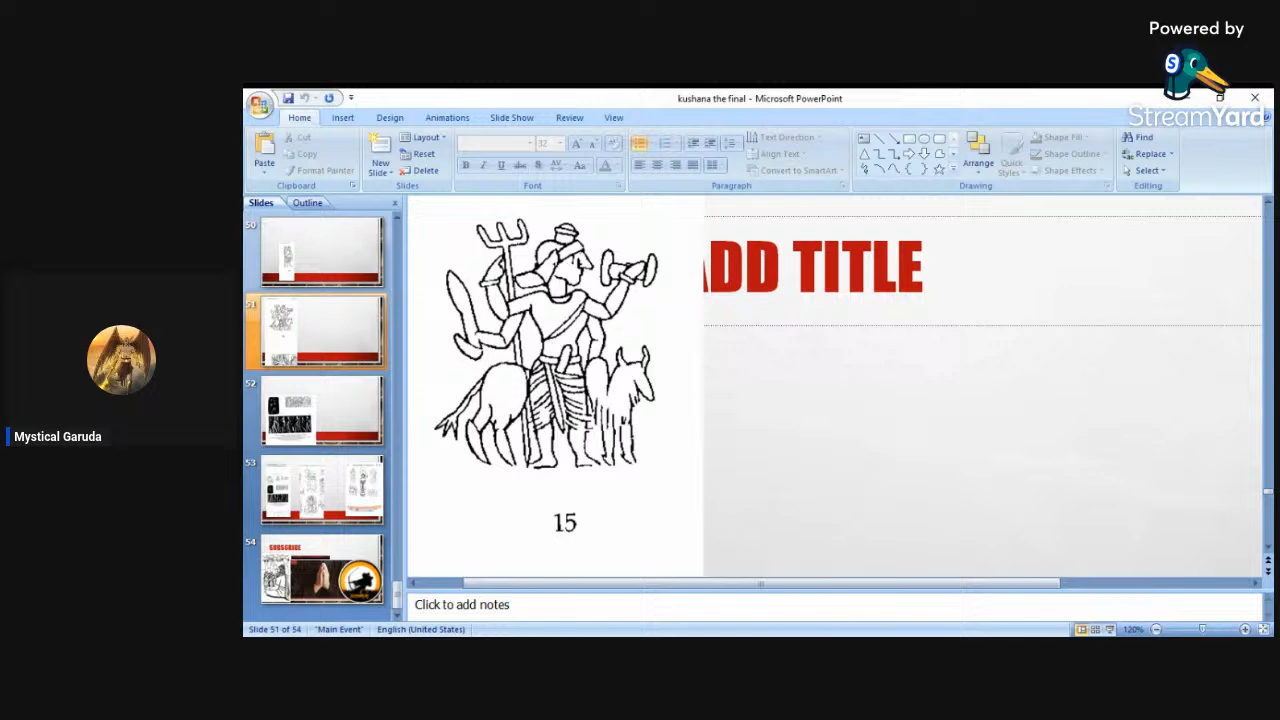 Powered by
StreamYard
kushana the final - Microsoft PowerPoint
Home Insert Design Animations Slide Show Review View
Cut
Copy
Format Painter
Paste
Clipboard
New Slide
Layout
Reset
Delete
Slides
32
Font
Text Direction
Align Text
Convert to SmartArt
Paragraph
Arrange
Quick Styles
Shape Fill
Shape Outline
Shape Effects
Drawing
Find
Replace
Select
Editing
Slides Outline
50
51
52
53
54
SUBSCRIBE
ADD TITLE
15
Mystical Garuda
Click to add notes
Slide 51 of 54 "Main Event" English (United States) 120%